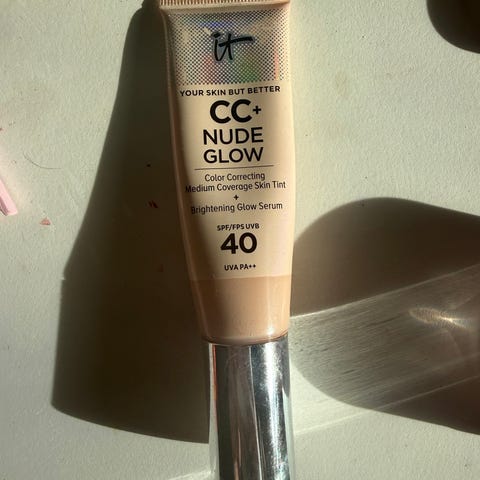 it
YOUR SKIN BUT BETTER
CC+
NUDE
GLOW
Color Correcting
Medium Coverage Skin Tint
+
Brightening Glow Serum
SPF/FPS UVB
40
UVA PA++